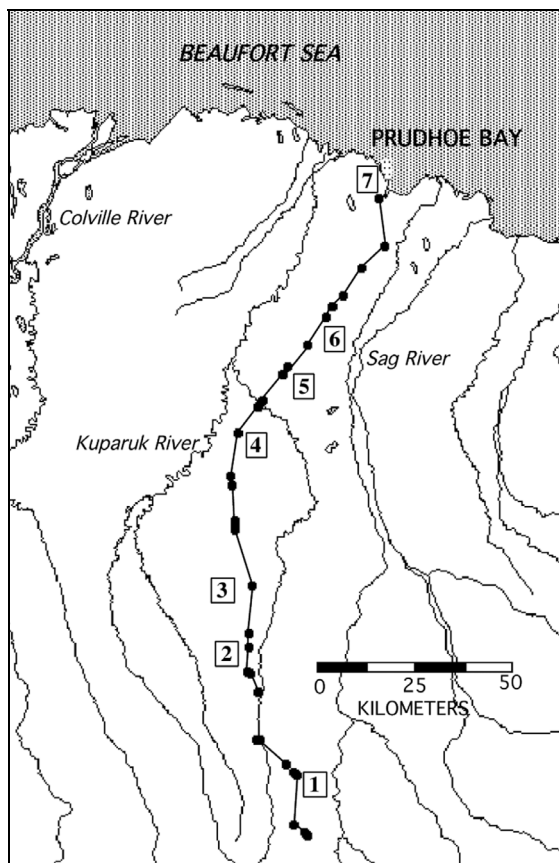 BEAUFORT SEA
PRUDHOE BAY
7
Colville River
6
Sag River
5
Kuparuk River
4
3
2
0 25 50
KILOMETERS
1